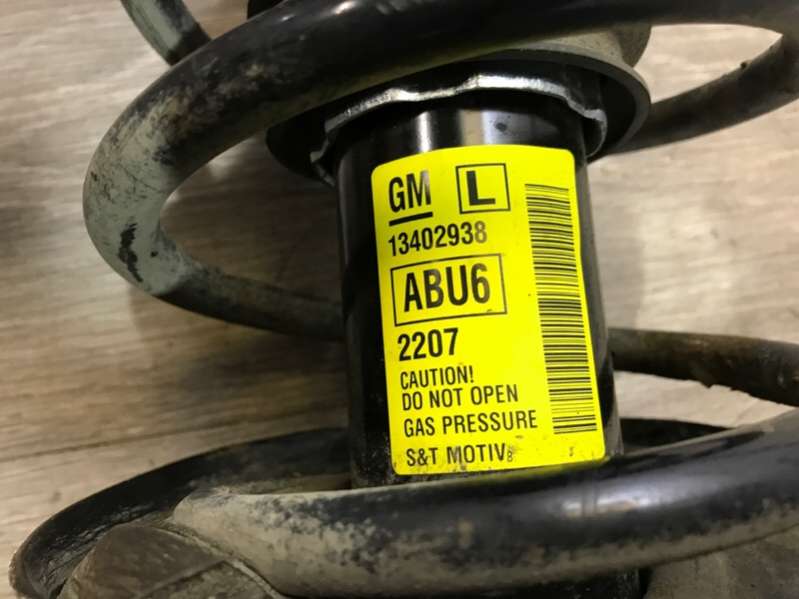 GM L
13402938
ABU6
2207
CAUTION!
DO NOT OPEN
GAS PRESSURE
S&T MOTIV